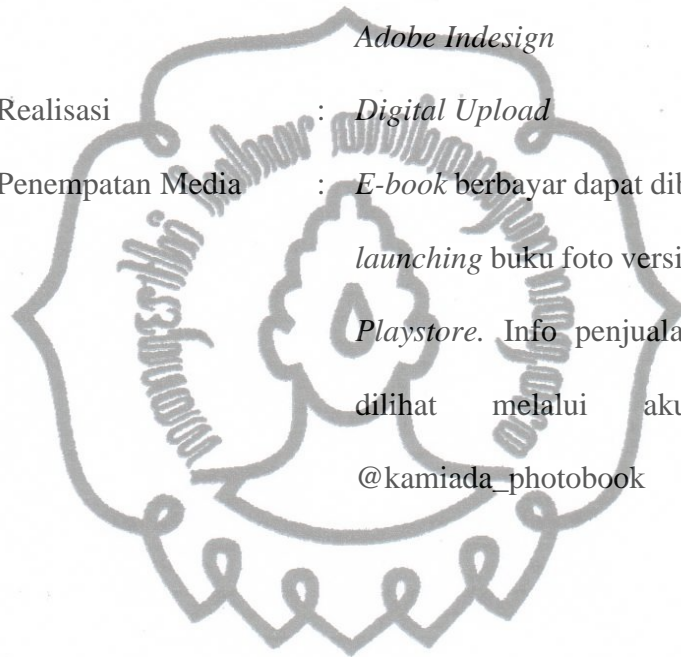 Adobe Indesign
Realisasi : Digital Upload
Penempatan Media : E-book berbayar dapat dib
launching buku foto versi
Playstore. Info penjuala
dilihat melalui aku
@kamiada_photobook